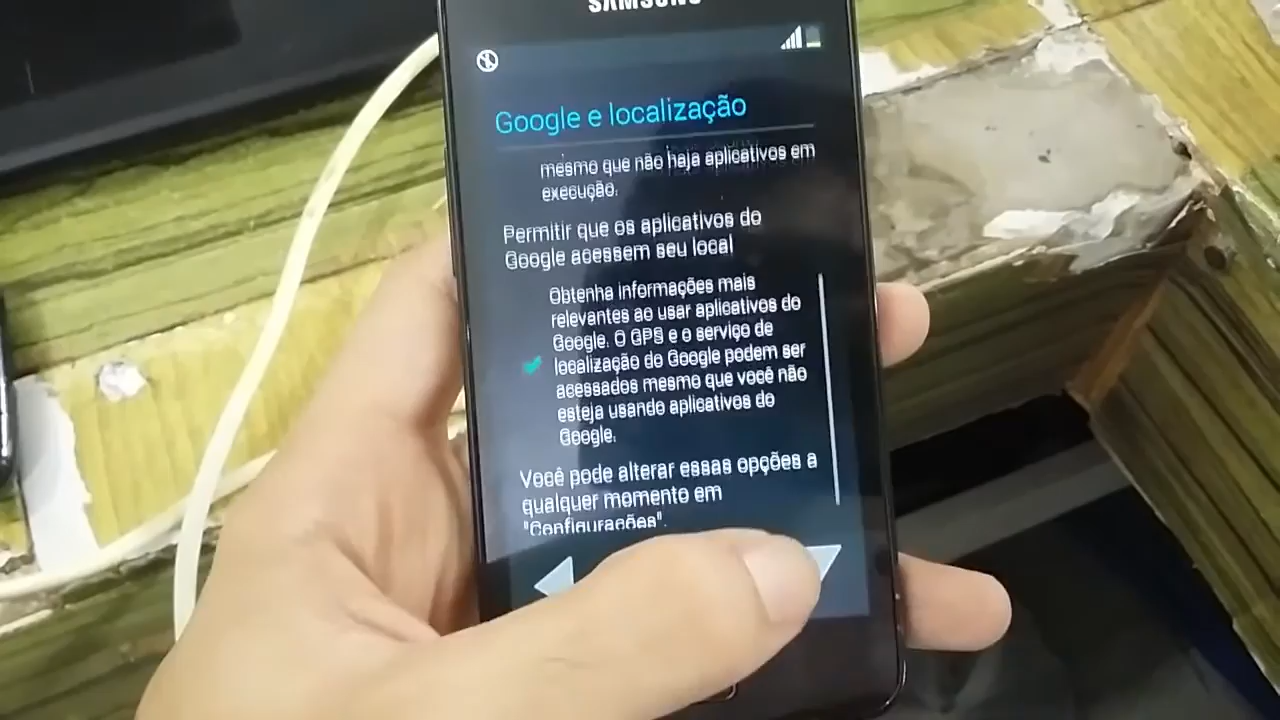 SAMSUNG
Google e localização
mesmo que não haja aplicativos em
execução.
Permitir que os aplicativos do
Google acessem seu local
Obtenha informações mais
relevantes ao usar aplicativos do
Google. O GPS e o serviço de
localização do Google podem ser
acessados mesmo que você não
esteja usando aplicativos do
Google.
Você pode alterar essas opções a
qualquer momento em
"Configurações".